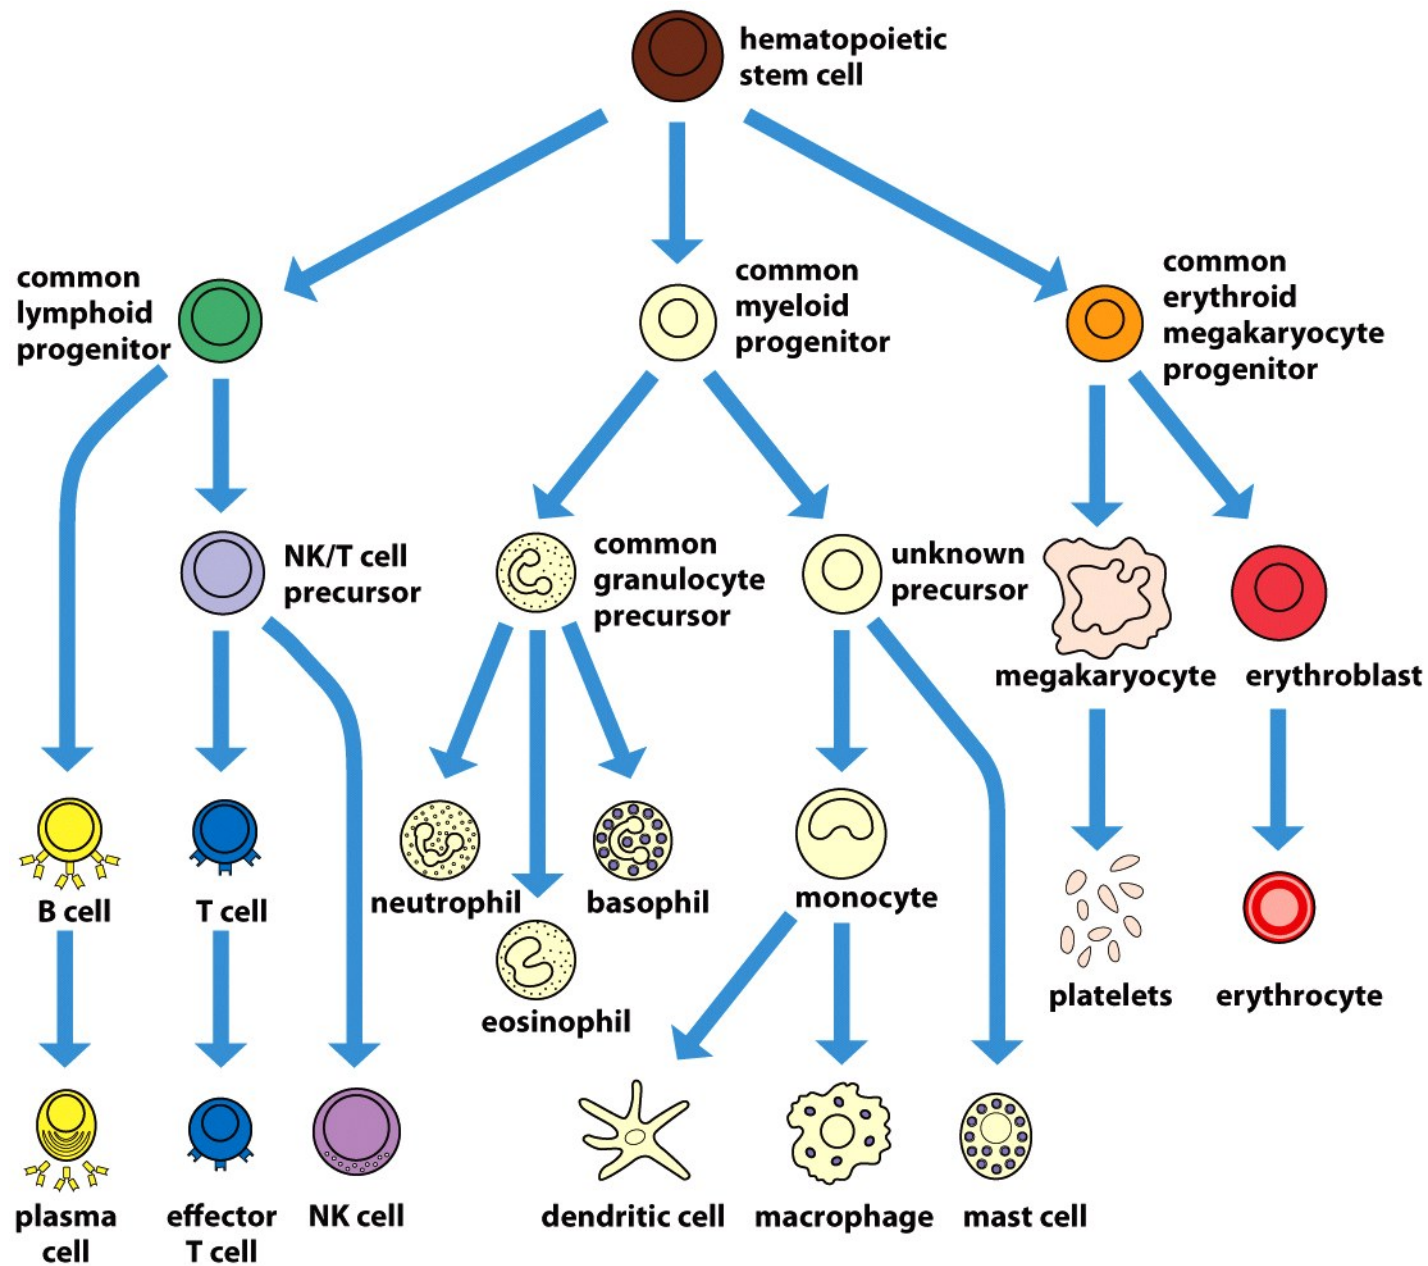 hematopoietic
stem cell
common
lymphoid
progenitor
common
myeloid
progenitor
common
erythroid
megakaryocyte
progenitor
NK/T cell
precursor
common
granulocyte
precursor
unknown
precursor
megakaryocyte
erythroblast
B cell
T cell
neutrophil
eosinophil
basophil
monocyte
platelets
erythrocyte
plasma
cell
effector
T cell
NK cell
dendritic cell
macrophage
mast cell